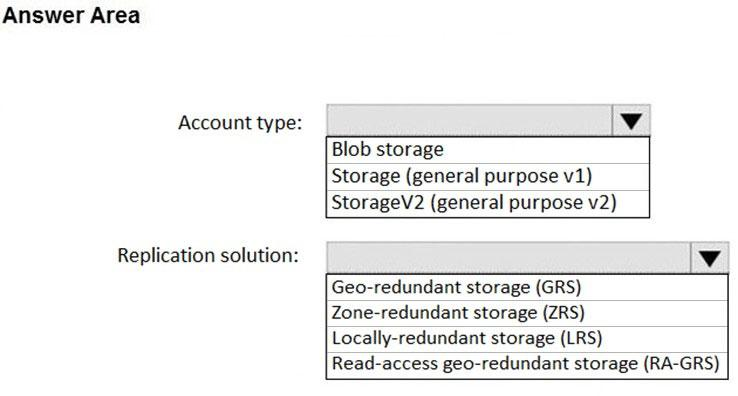 Answer Area
Account type:
Blob storage
Storage (general purpose v1)
StorageV2 (general purpose v2)
Replication solution:
Geo-redundant storage (GRS)
Zone-redundant storage (ZRS)
Locally-redundant storage (LRS)
Read-access geo-redundant storage (RA-GRS)